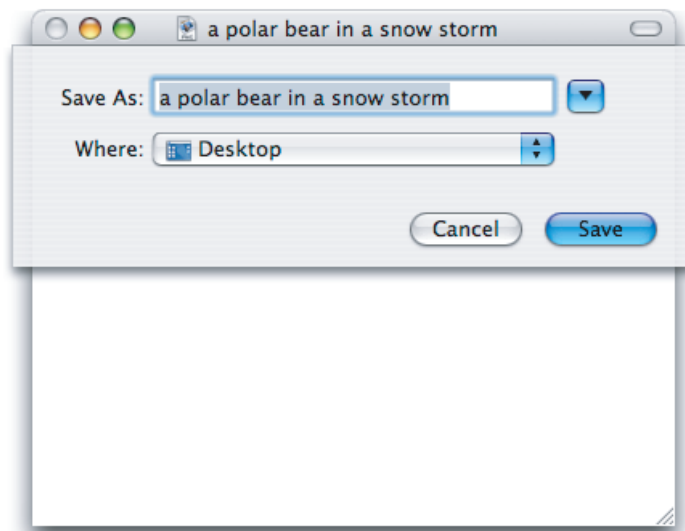 a polar bear in a snow storm
Save As: a polar bear in a snow storm
Where: Desktop
Cancel Save